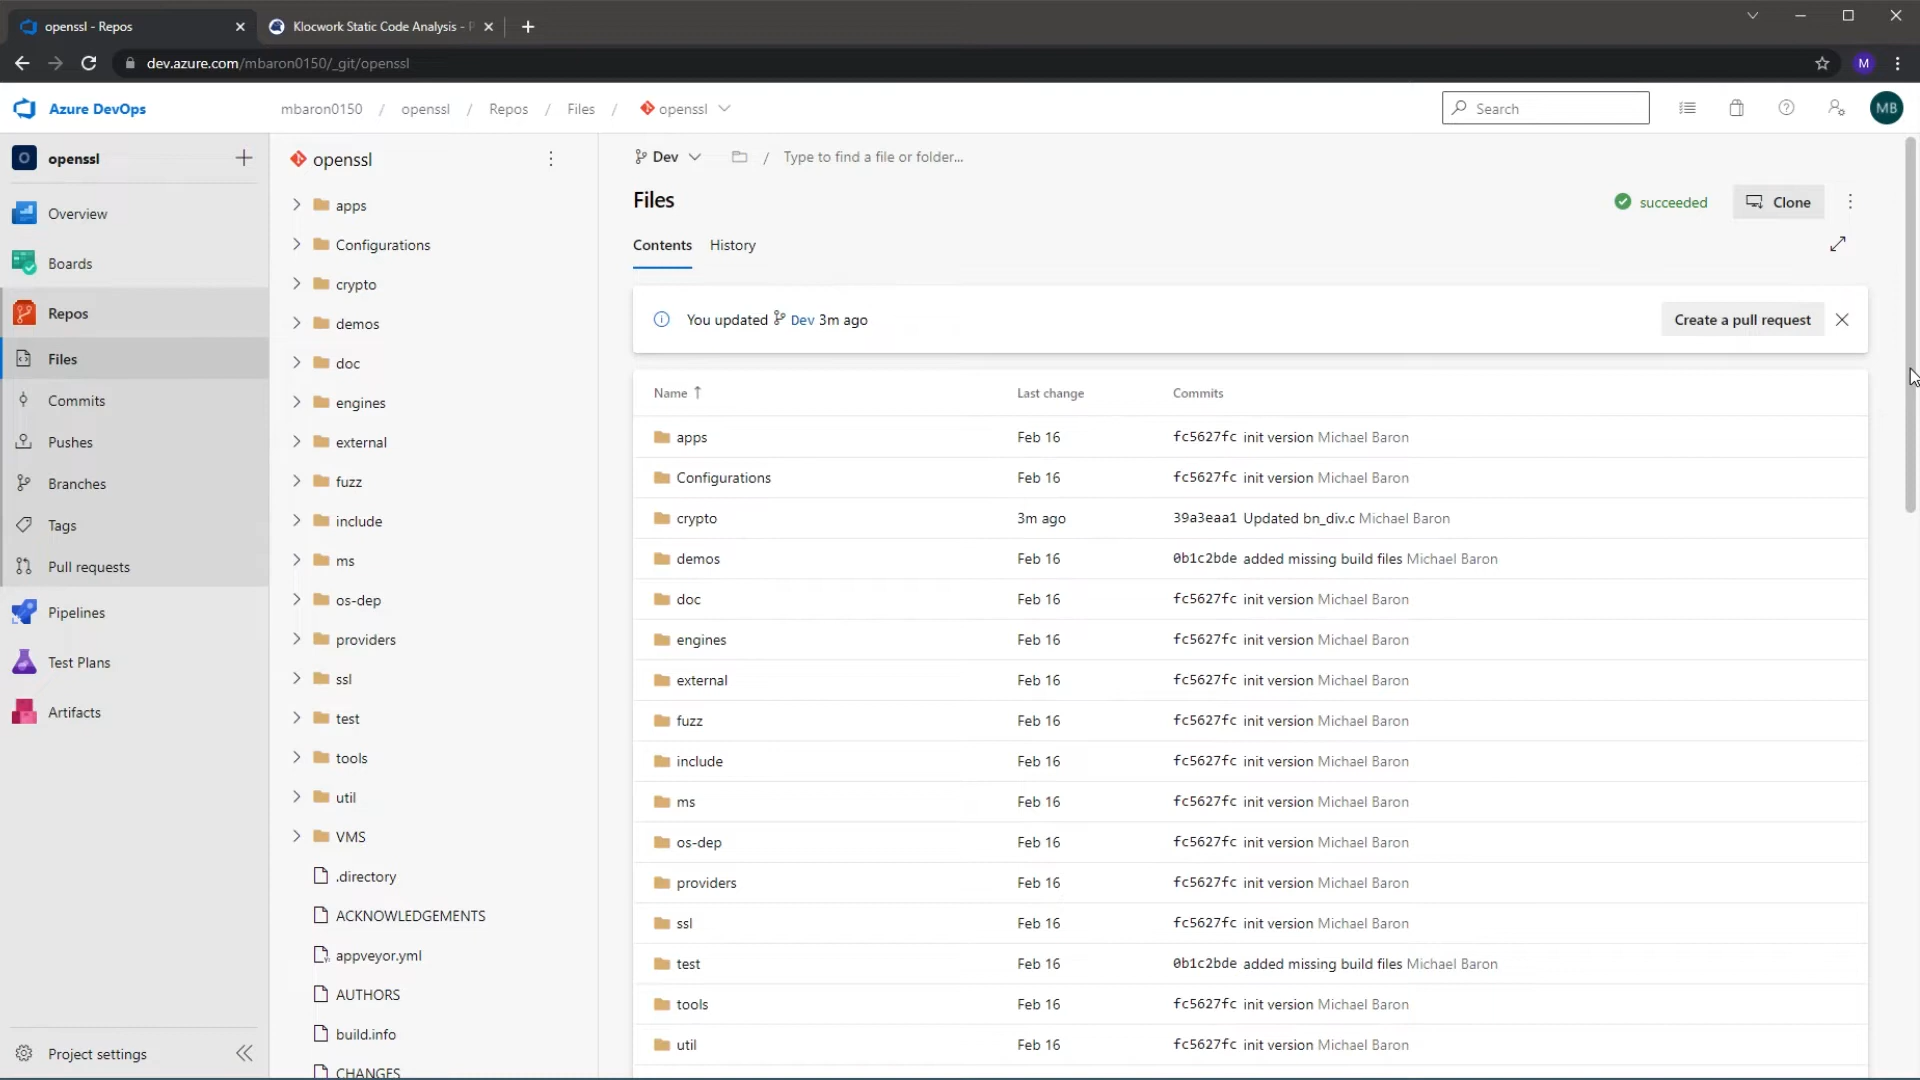 openssl - Repos
Klocwork Static Code Analysis - P
dev.azure.com/mbaron0150/_git/openssl
M
Azure DevOps
mbaron0150 / openssl / Repos / Files / openssl
Search
MB
O openssl
Overview
Boards
Repos
Files
Commits
Pushes
Branches
Tags
Pull requests
Pipelines
Test Plans
Artifacts
Project settings
openssl
apps
Configurations
crypto
demos
doc
engines
external
fuzz
include
ms
os-dep
providers
ssl
test
tools
util
VMS
.directory
ACKNOWLEDGEMENTS
appveyor.yml
AUTHORS
build.info
CHANGES
Dev / Type to find a file or folder...
Files
succeeded
Clone
Contents History
You updated Dev 3m ago
Create a pull request
Name Last change Commits
apps Feb 16 fc5627fc init version Michael Baron
Configurations Feb 16 fc5627fc init version Michael Baron
crypto 3m ago 39a3eaa1 Updated bn_div.c Michael Baron
demos Feb 16 0b1c2bde added missing build files Michael Baron
doc Feb 16 fc5627fc init version Michael Baron
engines Feb 16 fc5627fc init version Michael Baron
external Feb 16 fc5627fc init version Michael Baron
fuzz Feb 16 fc5627fc init version Michael Baron
include Feb 16 fc5627fc init version Michael Baron
ms Feb 16 fc5627fc init version Michael Baron
os-dep Feb 16 fc5627fc init version Michael Baron
providers Feb 16 fc5627fc init version Michael Baron
ssl Feb 16 fc5627fc init version Michael Baron
test Feb 16 0b1c2bde added missing build files Michael Baron
tools Feb 16 fc5627fc init version Michael Baron
util Feb 16 fc5627fc init version Michael Baron